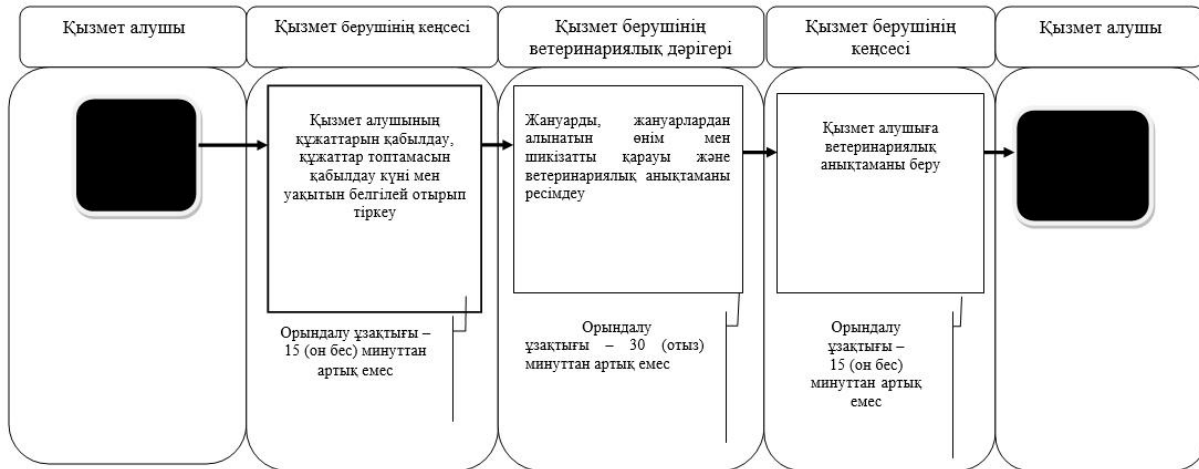 Қызмет алушы
Қызмет берушінің кеңсесі
Қызмет берушінің
ветеринариялық дәрігері
Қызмет берушінің
кеңсесі
Қызмет алушы
Қызмет алушының
құжаттарын қабылдау,
құжаттар топтамасын
қабылдау күні мен
уақытын белгілей отырып
тіркеу
Жануарды, жануарлардан
алынатын өнім мен
шикізатты қарауы және
ветеринариялық анықтаманы
ресімдеу
Қызмет алушыға
ветеринариялық
анықтаманы беру
Орындалу ұзақтығы –
15 (он бес) минуттан
артық емес
Орындалу
ұзақтығы – 30 (отыз)
минуттан артық емес
Орындалу
ұзақтығы –
15 (он бес)
минуттан артық
емес